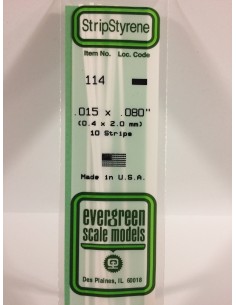 StripStyrene
Item No. Loc. Code
114
.015 x .080"
(0.4 x 2.0 mm)
10 Strips
Made in U.S.A.
evergreen
scale models
Des Plaines, IL 60018